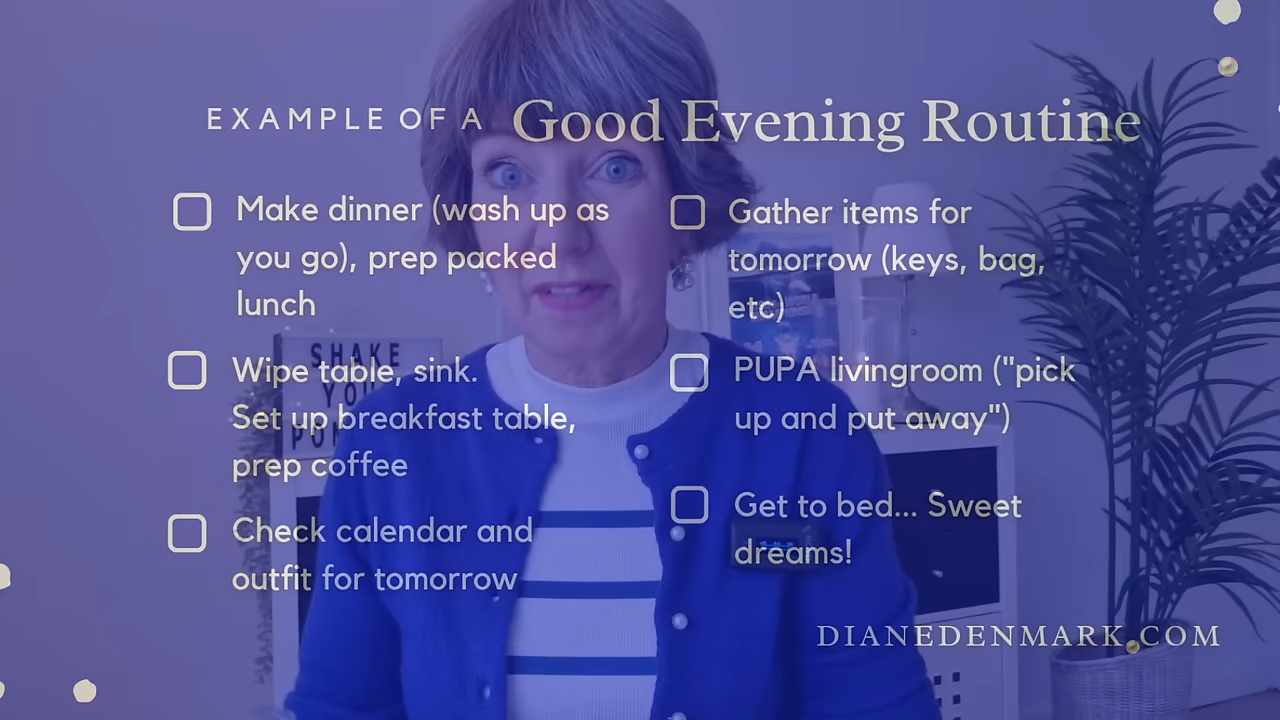 EXAMPLE OF A Good Evening Routine
Make dinner (wash up as
you go), prep packed
lunch
Wipe table, sink.
Set up breakfast table,
prep coffee
Check calendar and
outfit for tomorrow
Gather items for
tomorrow (keys, bag,
etc)
PUPA livingroom ("pick
up and put away")
Get to bed... Sweet
dreams!
DIANEDENMARK.COM
SHAKE
YO